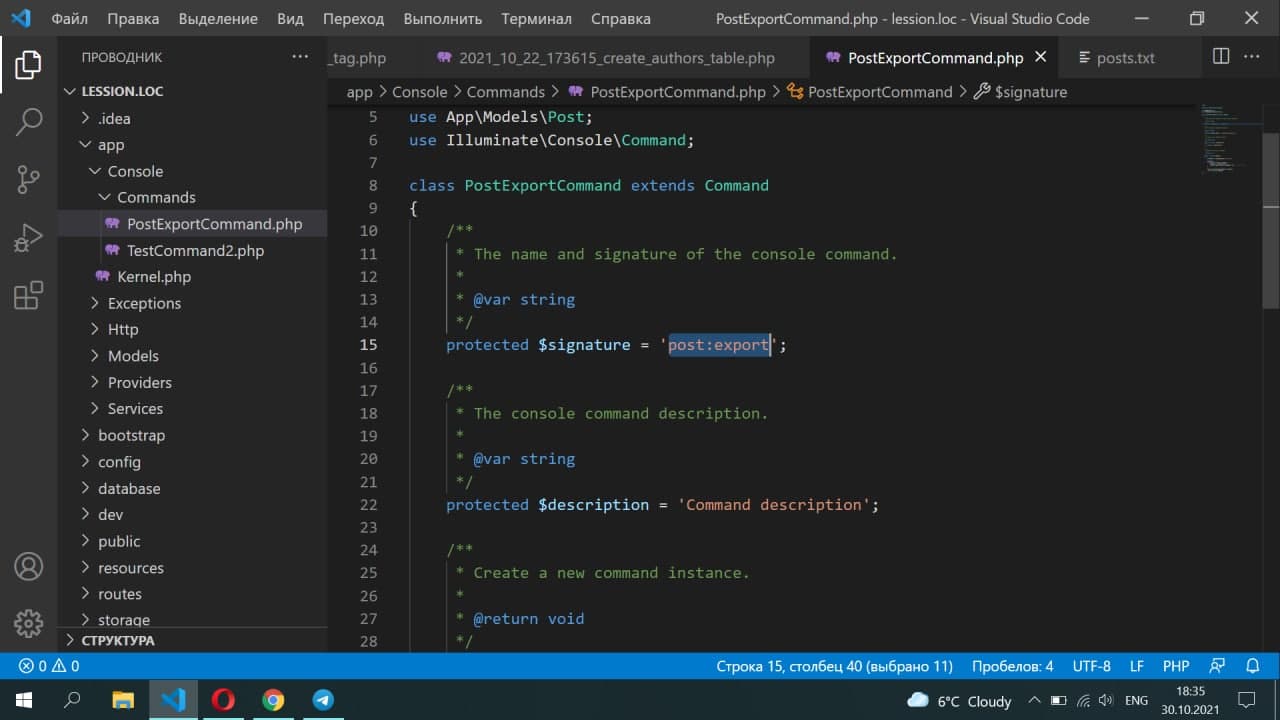 Файл Правка Выделение Вид Переход Выполнить Терминал Справка PostExportCommand.php - lession.loc - Visual Studio Code
ПРОВОДНИК
_tag.php 2021_10_22_173615_create_authors_table.php PostExportCommand.php posts.txt
app > Console > Commands > PostExportCommand.php > PostExportCommand > $signature
LESSION.LOC
.idea
app
Console
Commands
PostExportCommand.php
TestCommand2.php
Kernel.php
Exceptions
Http
Models
Providers
Services
bootstrap
config
database
dev
public
resources
routes
storage
СТРУКТУРА
5 use App\Models\Post;
6 use Illuminate\Console\Command;
7
8 class PostExportCommand extends Command
9 {
10 /**
11 * The name and signature of the console command.
12 *
13 * @var string
14 */
15 protected $signature = 'post:export';
16
17 /**
18 * The console command description.
19 *
20 * @var string
21 */
22 protected $description = 'Command description';
23
24 /**
25 * Create a new command instance.
26 *
27 * @return void
28 */
0 0 Строка 15, столбец 40 (выбрано 11) Пробелов: 4 UTF-8 LF PHP
6°C Cloudy ENG 18:35
30.10.2021